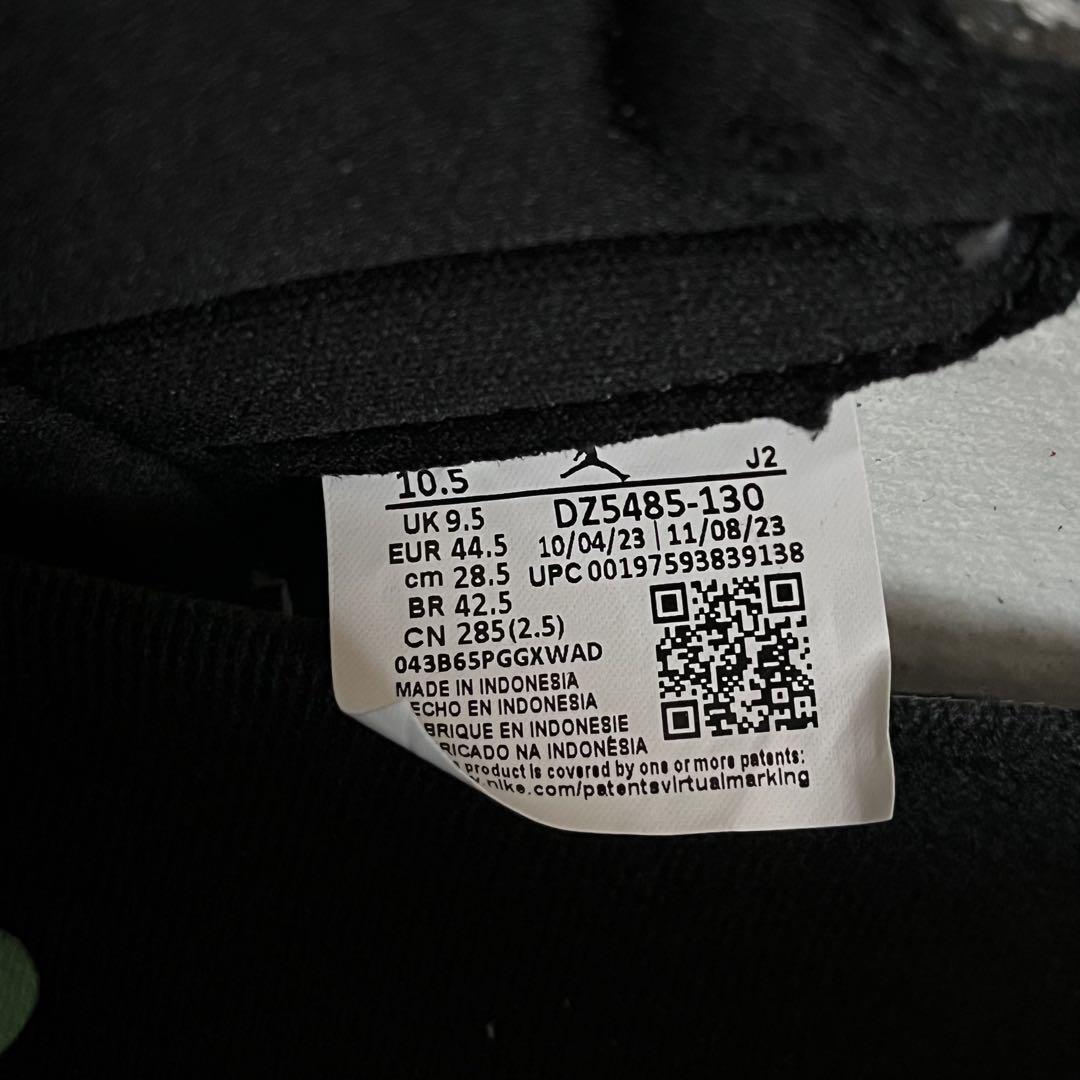 10.5 J2
UK 9.5 DZ5485-130
EUR 44.5 10/04/23 | 11/08/23
cm 28.5 UPC 00197593839138
BR 42.5
CN 285(2.5)
043B65PGGXWAD
MADE IN INDONESIA
ECHO EN INDONESIA
BRIQUE EN INDONESIE
RICADO NA INDONÉSIA
product is covered by one or more patents:
nike.com/patentsvirtualmarking